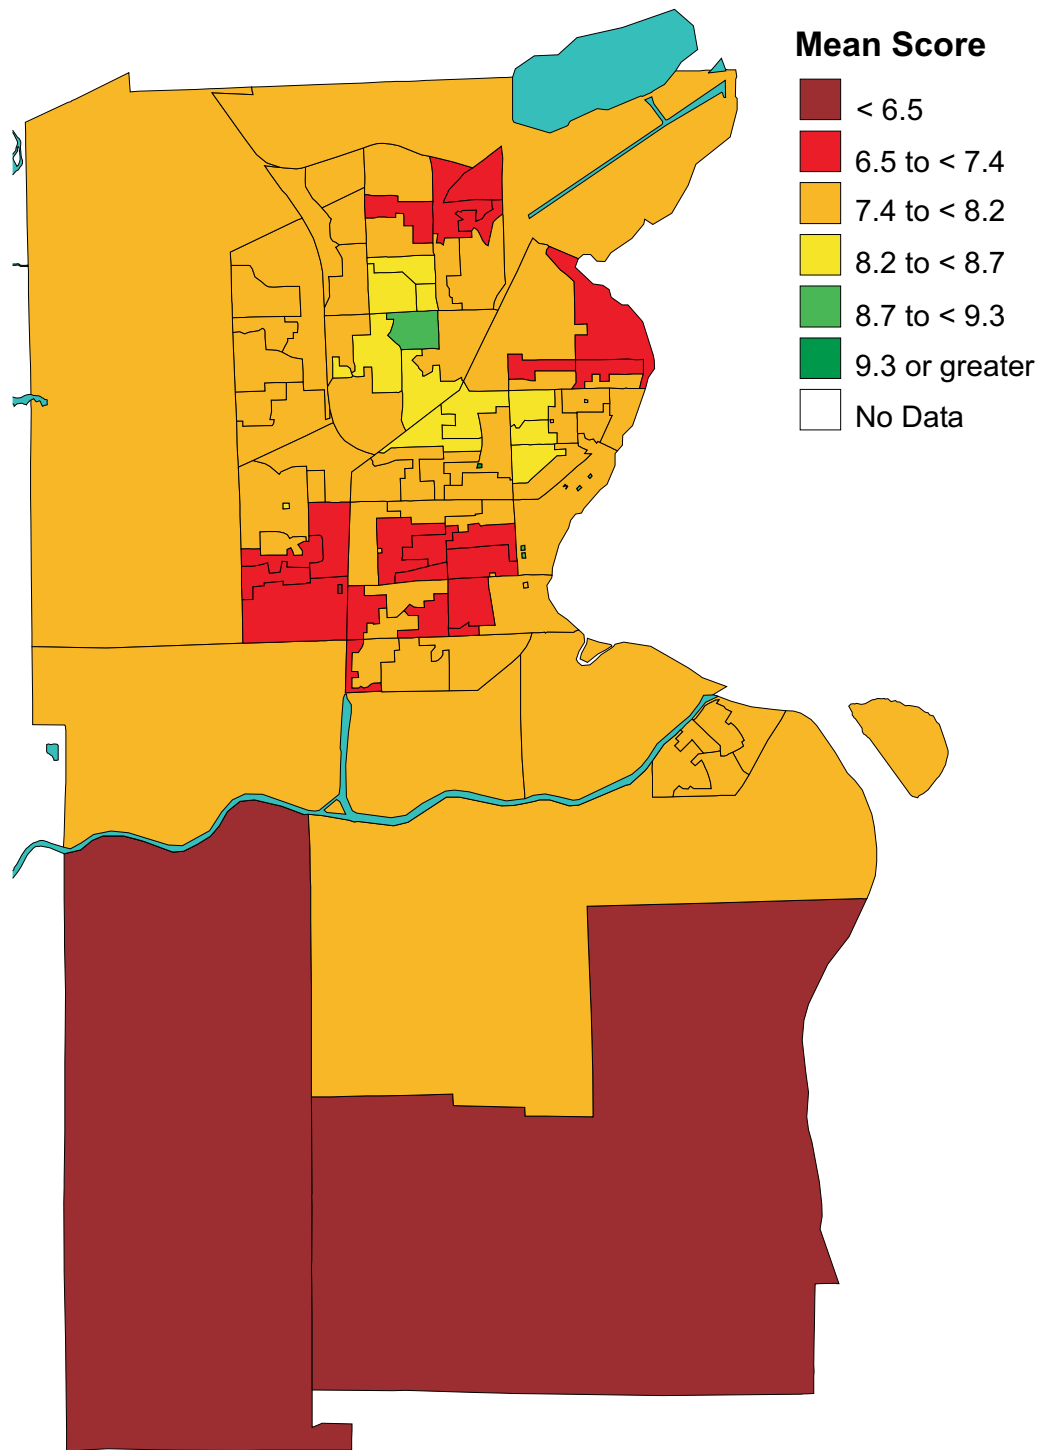 Mean Score
< 6.5
6.5 to < 7.4
7.4 to < 8.2
8.2 to < 8.7
8.7 to < 9.3
9.3 or greater
No Data